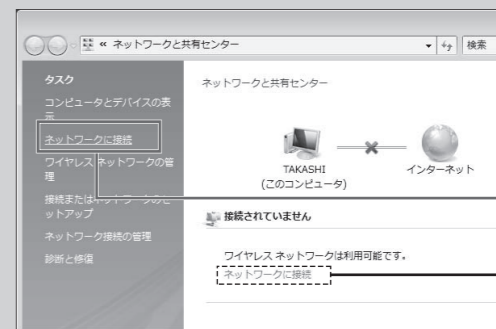 « ネットワークと共有センター
検索
タスク
コンピュータとデバイスの表
示
ネットワークに接続
ワイヤレス ネットワークの管
理
接続またはネットワークのセ
ットアップ
ネットワーク接続の管理
診断と修復
ネットワークと共有センター
TAKASHI
(このコンピュータ)
インターネット
接続されていません
ワイヤレス ネットワークは利用可能です。
ネットワークに接続